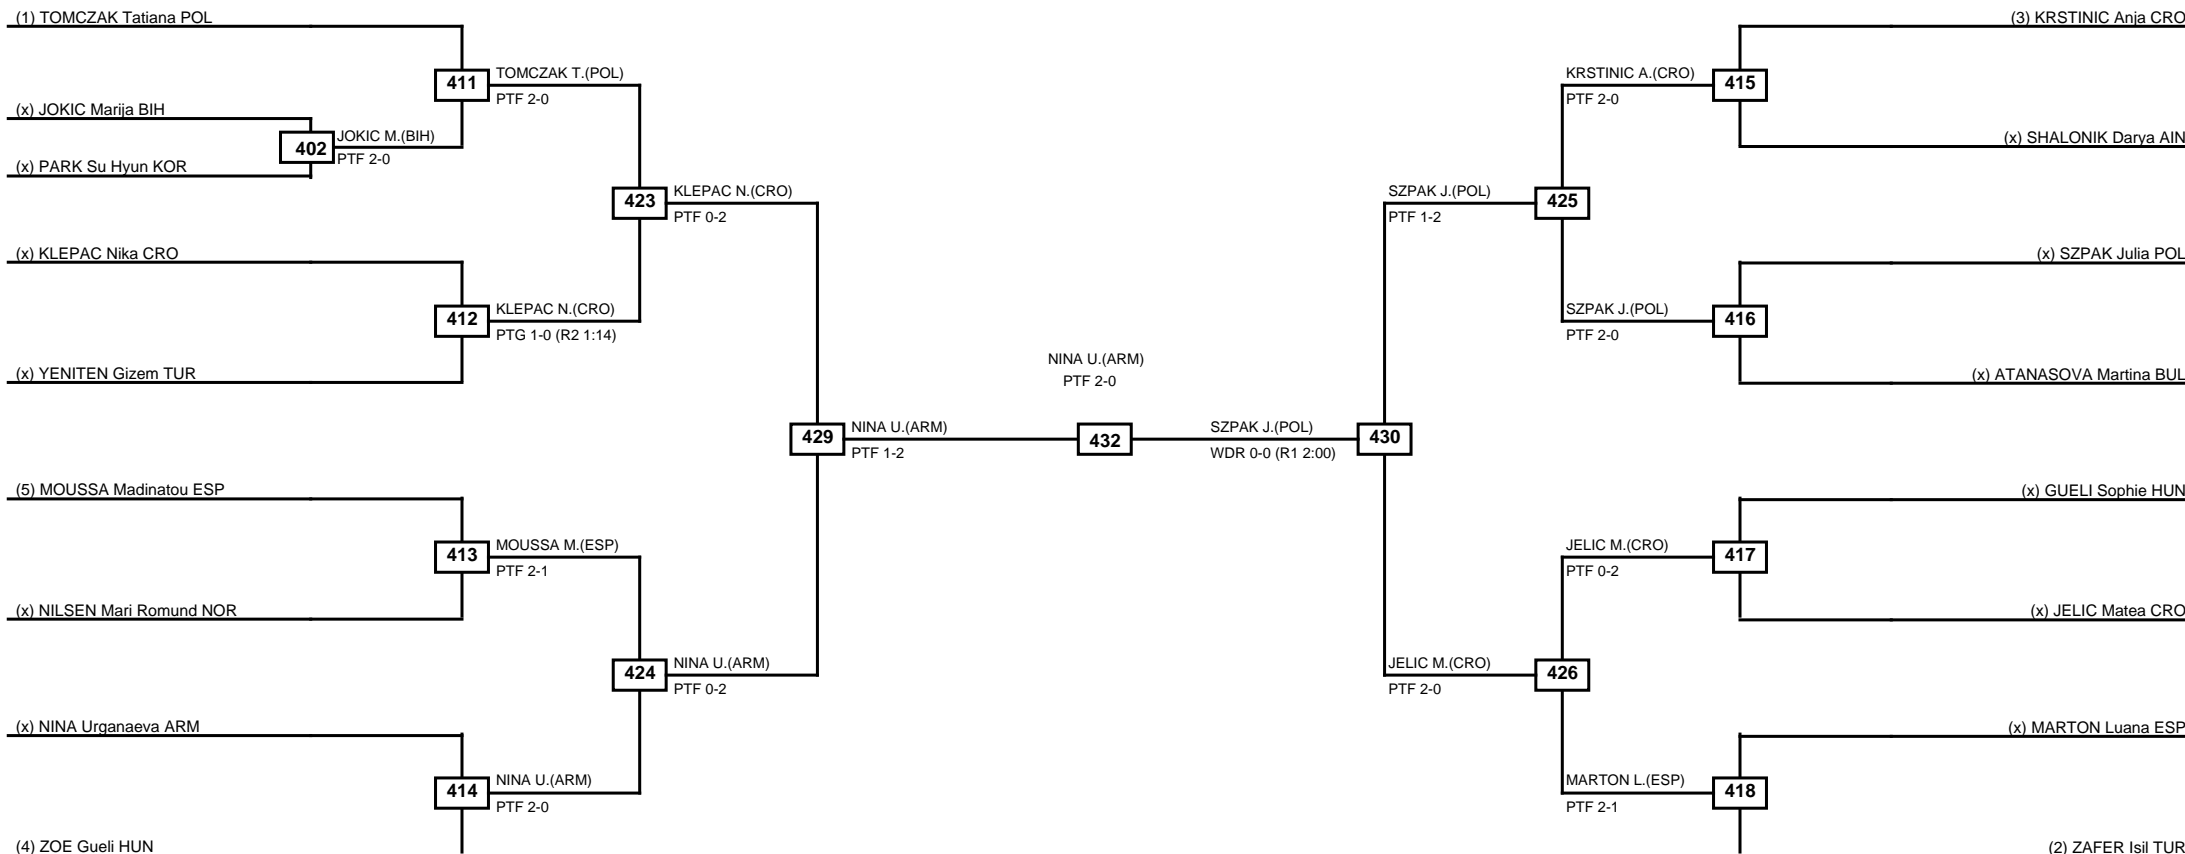 (1) TOMCZAK Tatiana POL
(x) JOKIC Marija BIH
(x) PARK Su Hyun KOR
(x) KLEPAC Nika CRO
(x) YENITEN Gizem TUR
(5) MOUSSA Madinatou ESP
(x) NILSEN Mari Romund NOR
(x) NINA Urganaeva ARM
(4) ZOE Gueli HUN
402
JOKIC M.(BIH)
PTF 2-0
411
TOMCZAK T.(POL)
PTF 2-0
412
KLEPAC N.(CRO)
PTG 1-0 (R2 1:14)
413
MOUSSA M.(ESP)
PTF 2-1
414
NINA U.(ARM)
PTF 2-0
423
KLEPAC N.(CRO)
PTF 0-2
424
NINA U.(ARM)
PTF 0-2
429
NINA U.(ARM)
PTF 1-2
NINA U.(ARM)
PTF 2-0
432
SZPAK J.(POL)
WDR 0-0 (R1 2:00)
430
SZPAK J.(POL)
PTF 1-2
425
JELIC M.(CRO)
PTF 2-0
426
KRSTINIC A.(CRO)
PTF 2-0
415
SZPAK J.(POL)
PTF 2-0
416
JELIC M.(CRO)
PTF 0-2
417
MARTON L.(ESP)
PTF 2-1
418
(3) KRSTINIC Anja CRO
(x) SHALONIK Darya AIN
(x) SZPAK Julia POL
(x) ATANASOVA Martina BUL
(x) GUELI Sophie HUN
(x) JELIC Matea CRO
(x) MARTON Luana ESP
(2) ZAFER Isil TUR